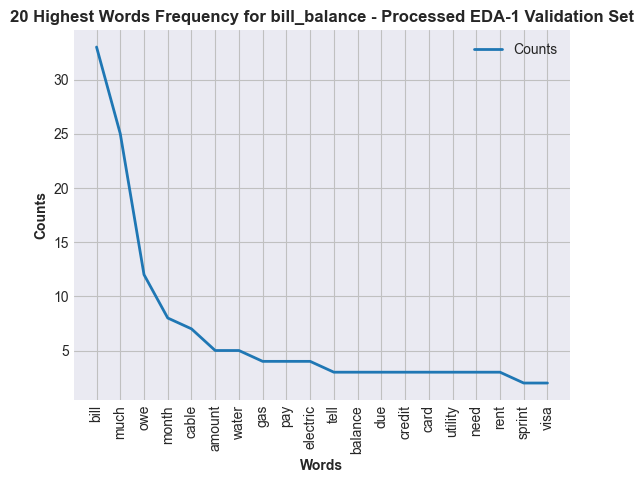 20 Highest Words Frequency for bill_balance - Processed EDA-1 Validation Set
Counts
30
25
20
15
10
5
Counts
bill
much
owe
month
cable
amount
water
gas
pay
electric
tell
balance
due
credit
card
utility
need
rent
sprint
visa
Words